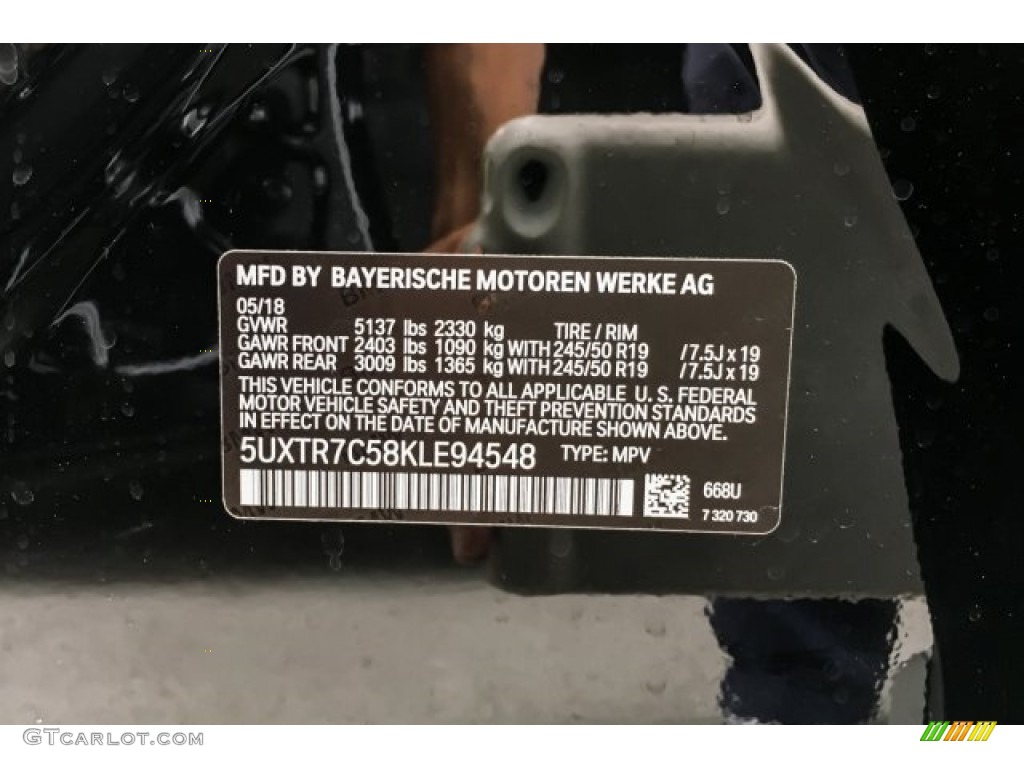 MFD BY BAYERISCHE MOTOREN WERKE AG
05/18
GVWR 5137 lbs 2330 kg TIRE / RIM
GAWR FRONT 2403 lbs 1090 kg WITH 245/50 R19 /7.5J x 19
GAWR REAR 3009 lbs 1365 kg WITH 245/50 R19 /7.5J x 19
THIS VEHICLE CONFORMS TO ALL APPLICABLE U. S. FEDERAL
MOTOR VEHICLE SAFETY AND THEFT PREVENTION STANDARDS
IN EFFECT ON THE DATE OF MANUFACTURE SHOWN ABOVE.
5UXTR7C58KLE94548 TYPE: MPV
668U
7 320 730
GTCARLOT.COM